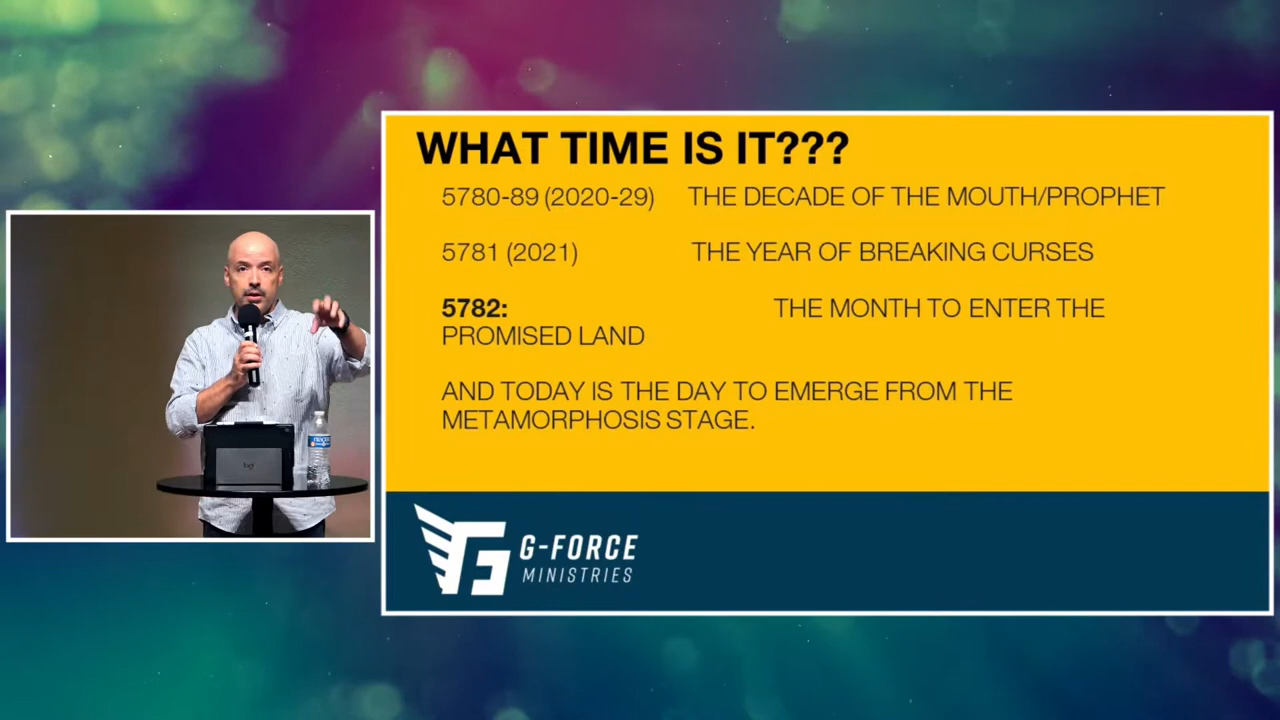 WHAT TIME IS IT???
5780-89 (2020-29) THE DECADE OF THE MOUTH/PROPHET
5781 (2021) THE YEAR OF BREAKING CURSES
5782: THE MONTH TO ENTER THE
PROMISED LAND
AND TODAY IS THE DAY TO EMERGE FROM THE
METAMORPHOSIS STAGE.
G-FORCE
MINISTRIES